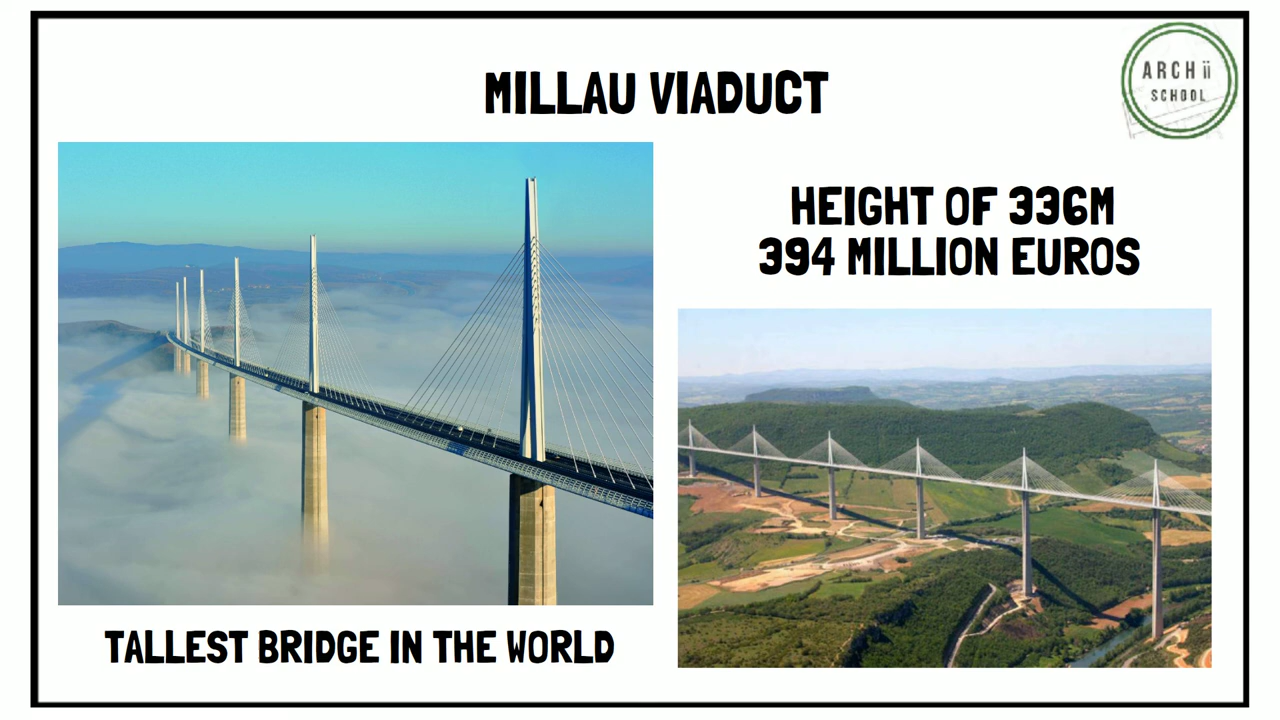 MILLAU VIADUCT
ARCH ii
SCHOOL
HEIGHT OF 336M
394 MILLION EUROS
TALLEST BRIDGE IN THE WORLD